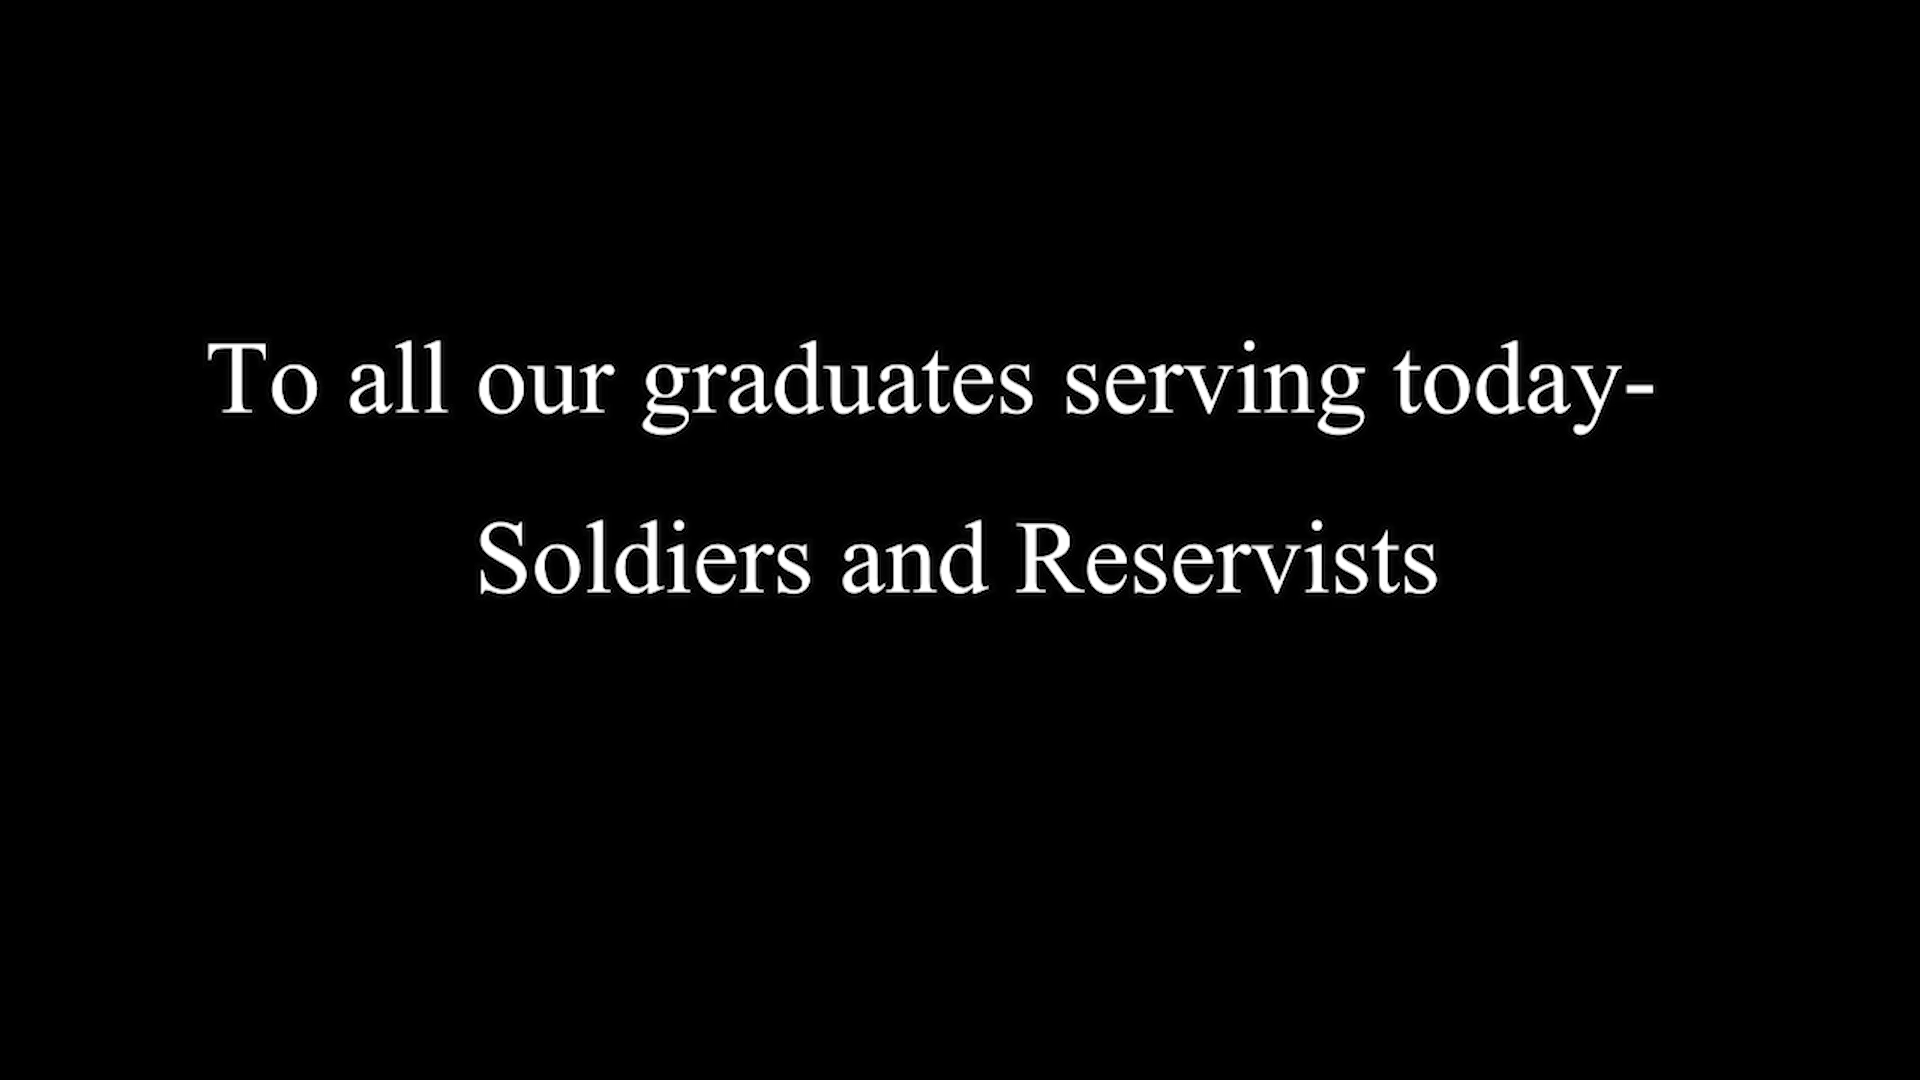 To all our graduates serving today-
Soldiers and Reservists